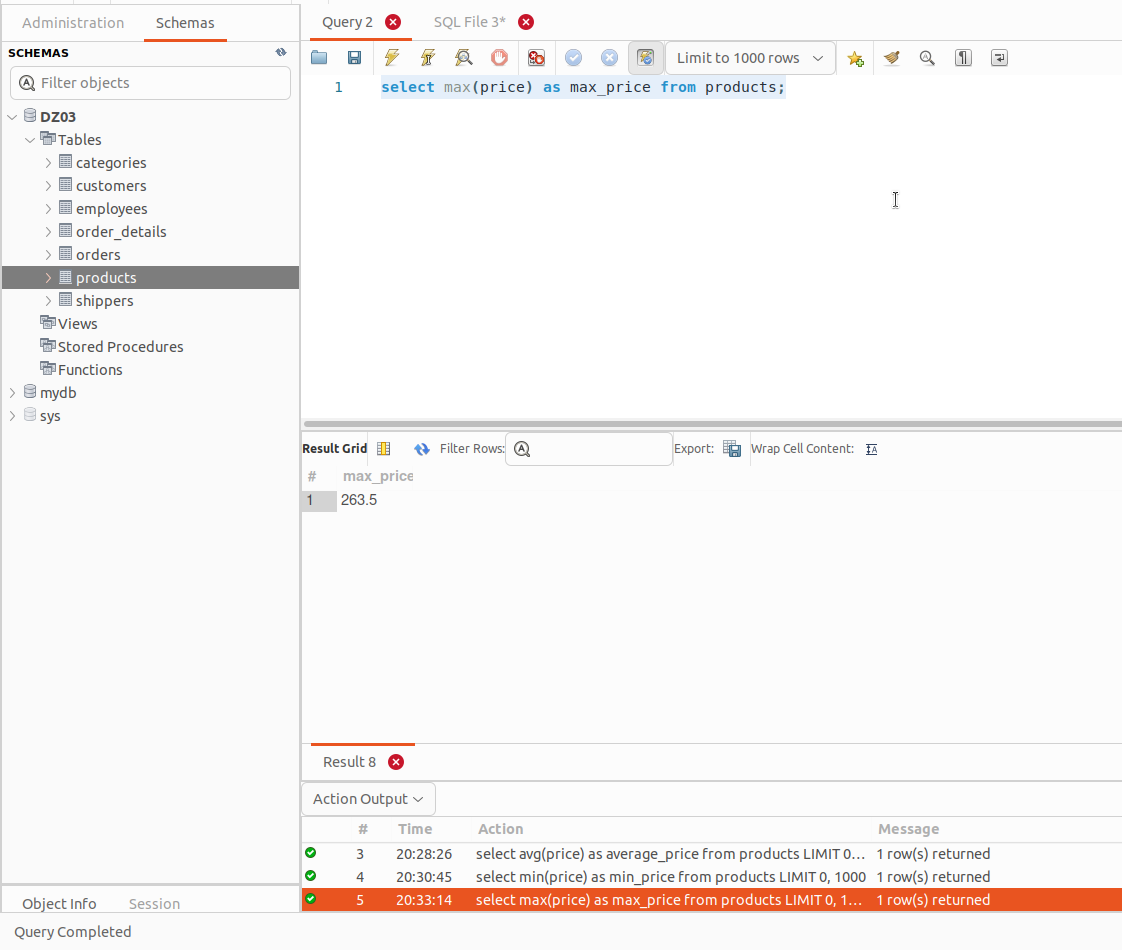 Administration Schemas
SCHEMAS
Filter objects
DZ03
Tables
categories
customers
employees
order_details
orders
products
shippers
Views
Stored Procedures
Functions
mydb
sys
Object Info Session
Query 2 SQL File 3*
Limit to 1000 rows
1 select max(price) as max_price from products;
Result Grid Filter Rows: Export: Wrap Cell Content:
# max_price
1 263.5
Result 8
Action Output
# Time Action Message
3 20:28:26 select avg(price) as average_price from products LIMIT 0... 1 row(s) returned
4 20:30:45 select min(price) as min_price from products LIMIT 0, 1000 1 row(s) returned
5 20:33:14 select max(price) as max_price from products LIMIT 0, 1... 1 row(s) returned
Query Completed